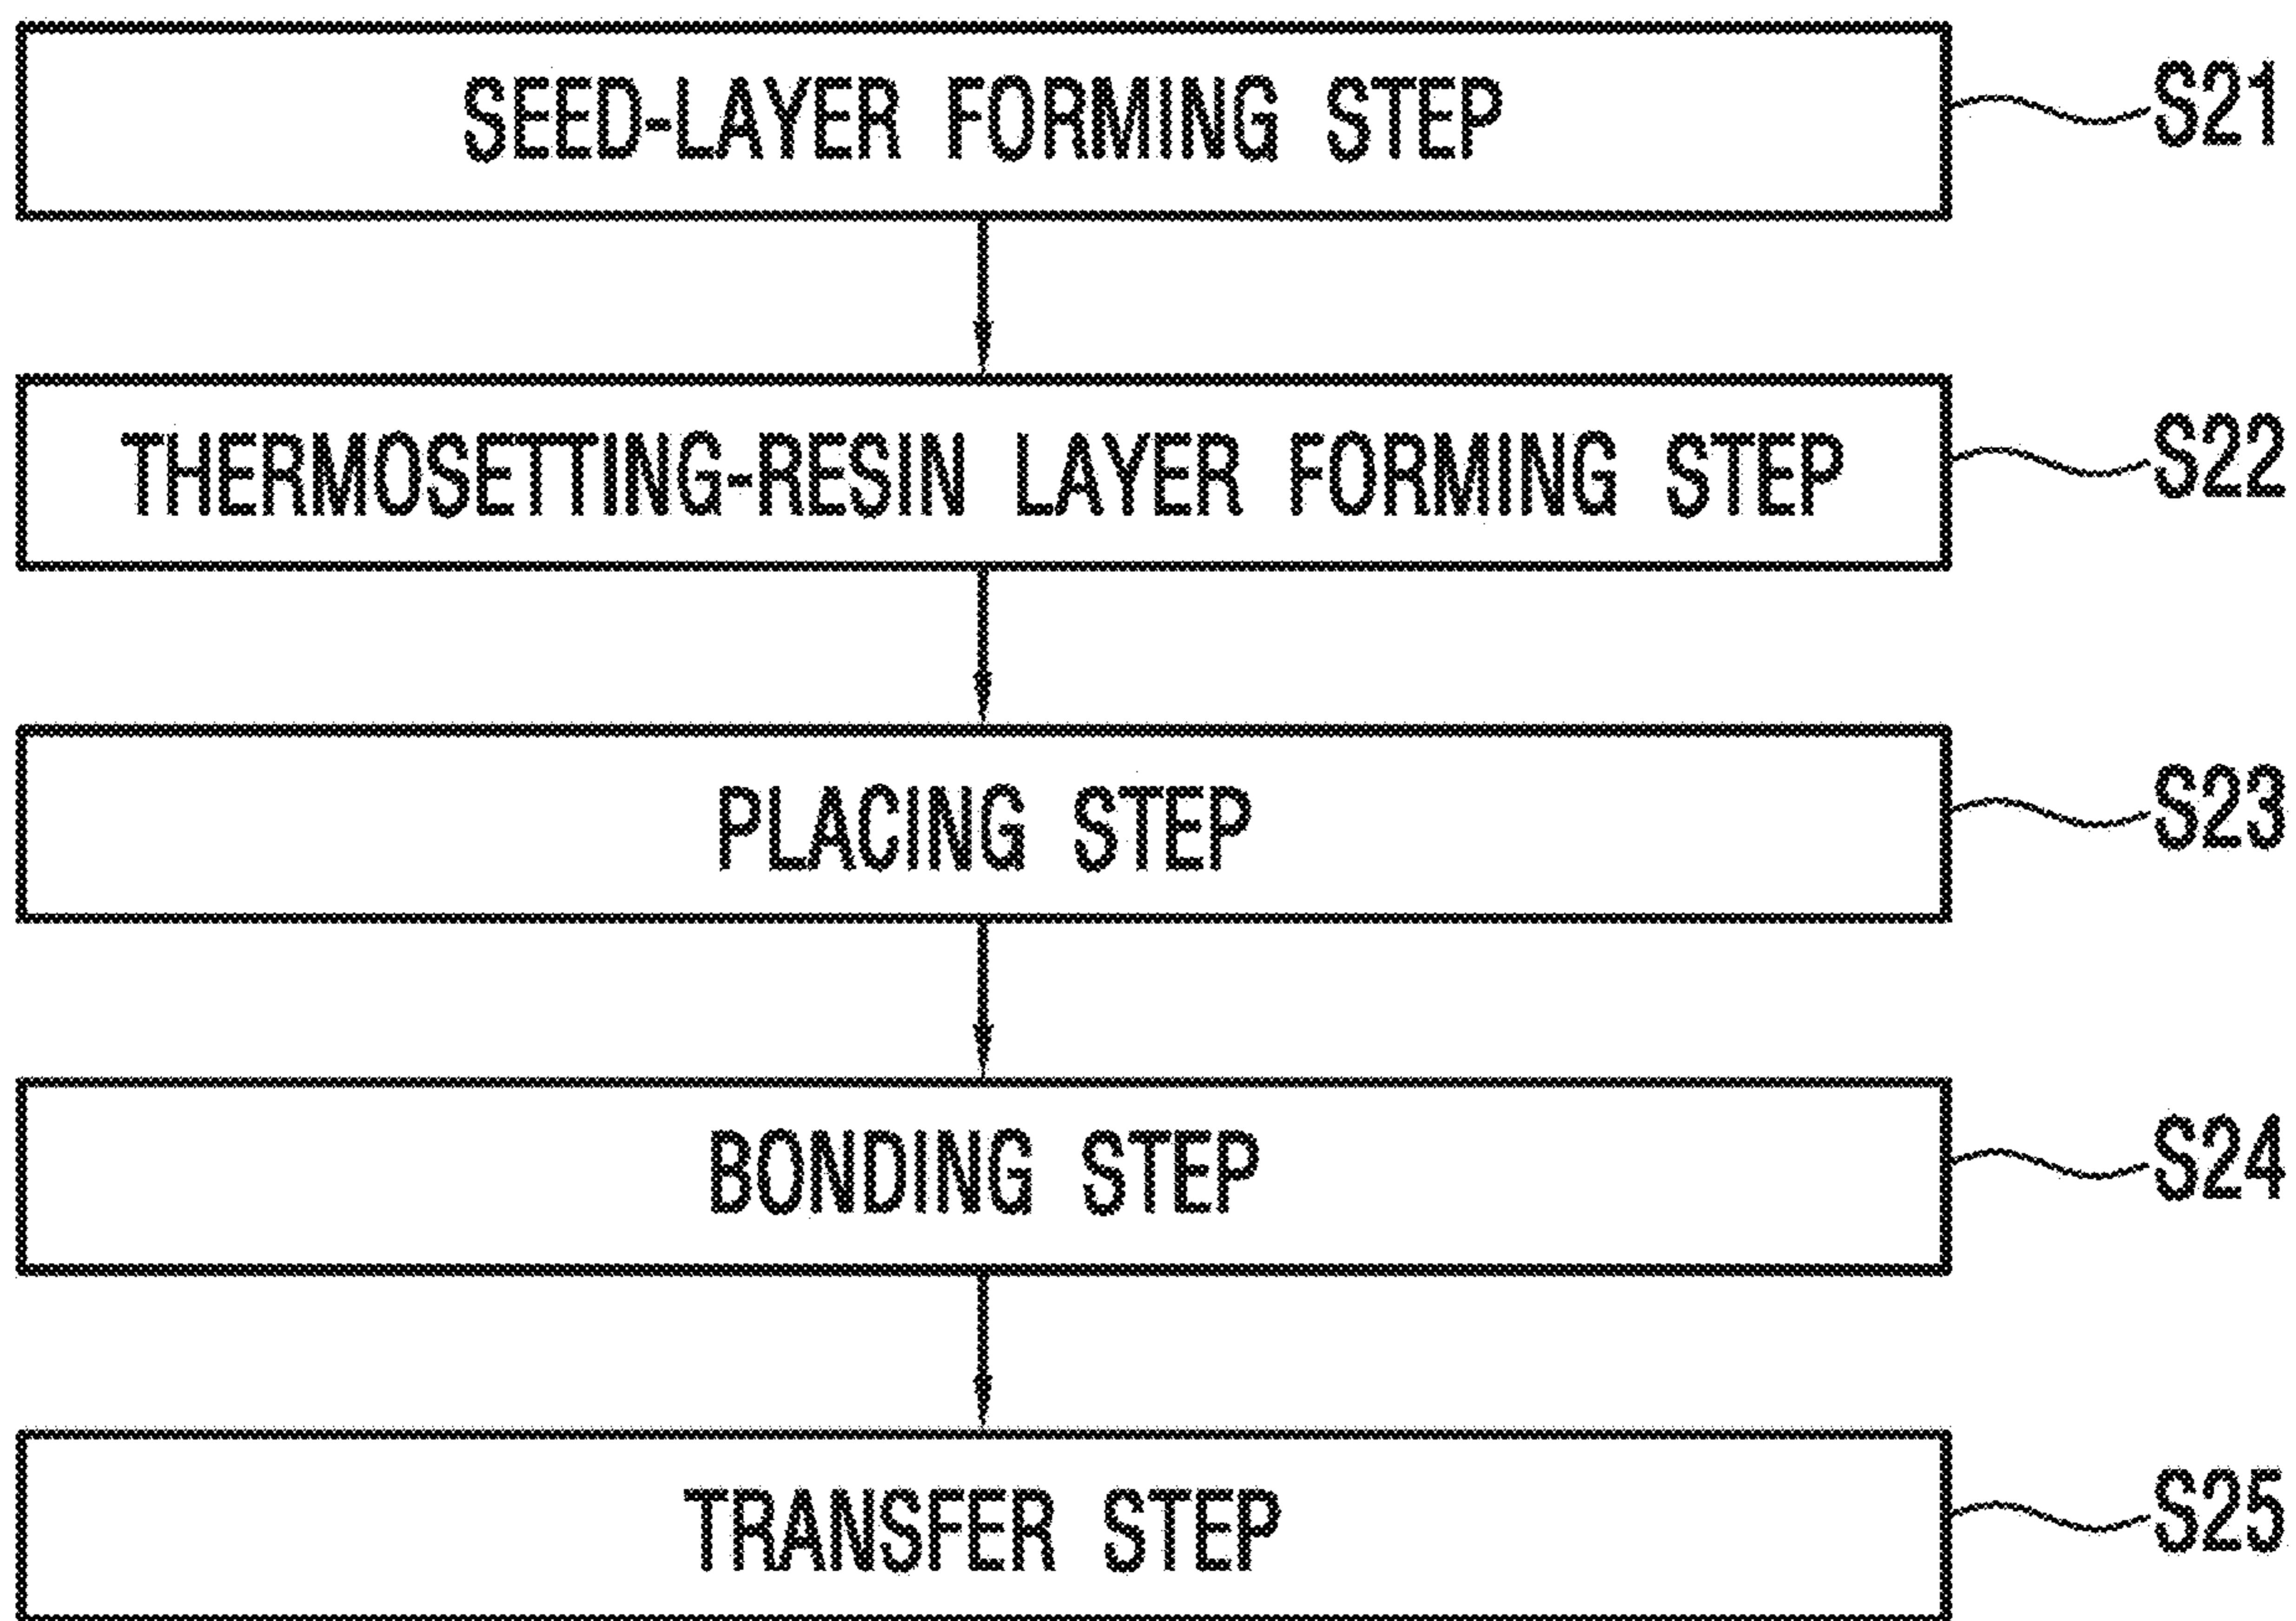 SEED-LAYER FORMING STEP S21
THERMOSETTING-RESIN LAYER FORMING STEP S22
PLACING STEP S23
BONDING STEP S24
TRANSFER STEP S25